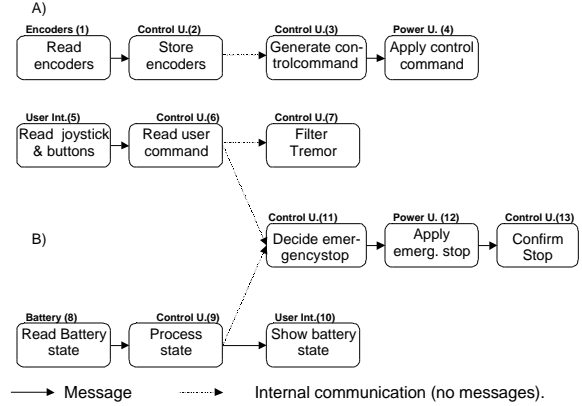 A)
Encoders (1)
Read
encoders
Control U.(2)
Store
encoders
Control U.(3)
Generate con-
trolcommand
Power U. (4)
Apply control
command
User Int.(5)
Read joystick
& buttons
Control U.(6)
Read user
command
Control U.(7)
Filter
Tremor
B)
Control U.(11)
Decide emer-
gencystop
Power U. (12)
Apply
emerg. stop
Control U.(13)
Confirm
Stop
Battery (8)
Read Battery
state
Control U.(9)
Process
state
User Int.(10)
Show battery
state
Message
Internal communication (no messages).